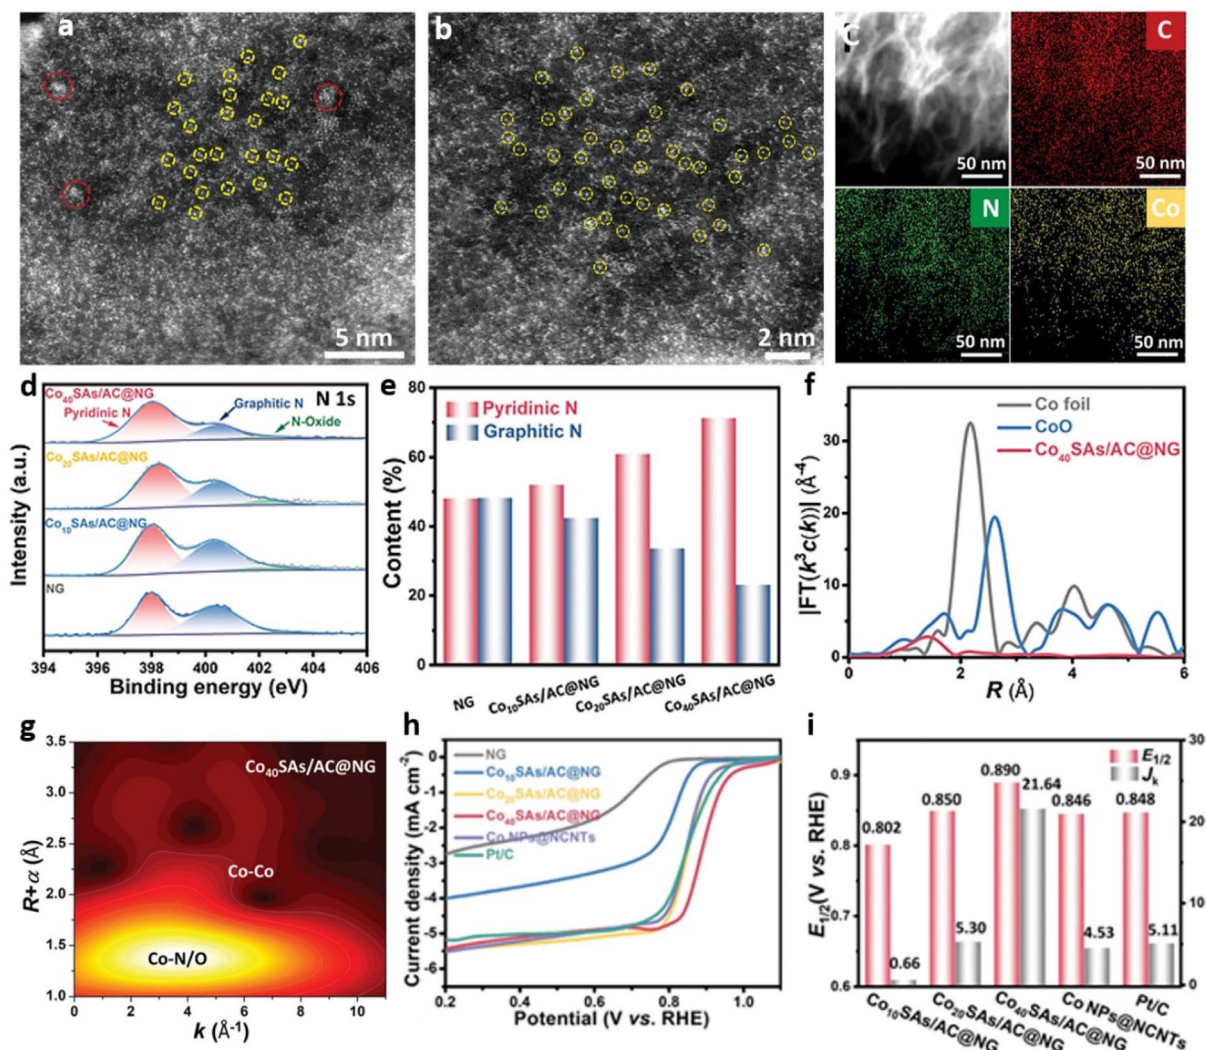 a
5 nm
b
2 nm
C
50 nm
C
50 nm
N
50 nm
Co
50 nm
d
Co₄₀SAs/AC@NG
N 1s
Pyridinic N
Graphitic N
N-Oxide
Co₂₀SAs/AC@NG
Co₁₀SAs/AC@NG
NG
Intensity (a.u.)
394 396 398 400 402 404 406
Binding energy (eV)
e
80
60
40
20
0
Content (%)
Pyridinic N
Graphitic N
NG
Co₁₀SAs/AC@NG
Co₂₀SAs/AC@NG
Co₄₀SAs/AC@NG
f
Co foil
CoO
Co₄₀SAs/AC@NG
30
20
10
0
|FT(k³c(k))| (Å⁻⁴)
0 2 4 6
R (Å)
g
Co₄₀SAs/AC@NG
Co-Co
Co-N/O
3.5
3.0
2.5
2.0
1.5
1.0
R+α (Å)
0 2 4 6 8 10
k (Å⁻¹)
h
NG
Co₁₀SAs/AC@NG
Co₂₀SAs/AC@NG
Co₄₀SAs/AC@NG
Co NPs@NCNTs
Pt/C
0
-1
-2
-3
-4
-5
-6
Current density (mA cm⁻²)
0.2 0.4 0.6 0.8 1.0
Potential (V vs. RHE)
i
E₁/₂
Jₖ
0.9
0.8
0.7
0.6
E₁/₂(V vs. RHE)
30
20
10
0
0.802
0.66
0.850
5.30
0.890
21.64
0.846
4.53
0.848
5.11
Co₁₀SAs/AC@NG
Co₂₀SAs/AC@NG
Co₄₀SAs/AC@NG
Co NPs@NCNTs
Pt/C